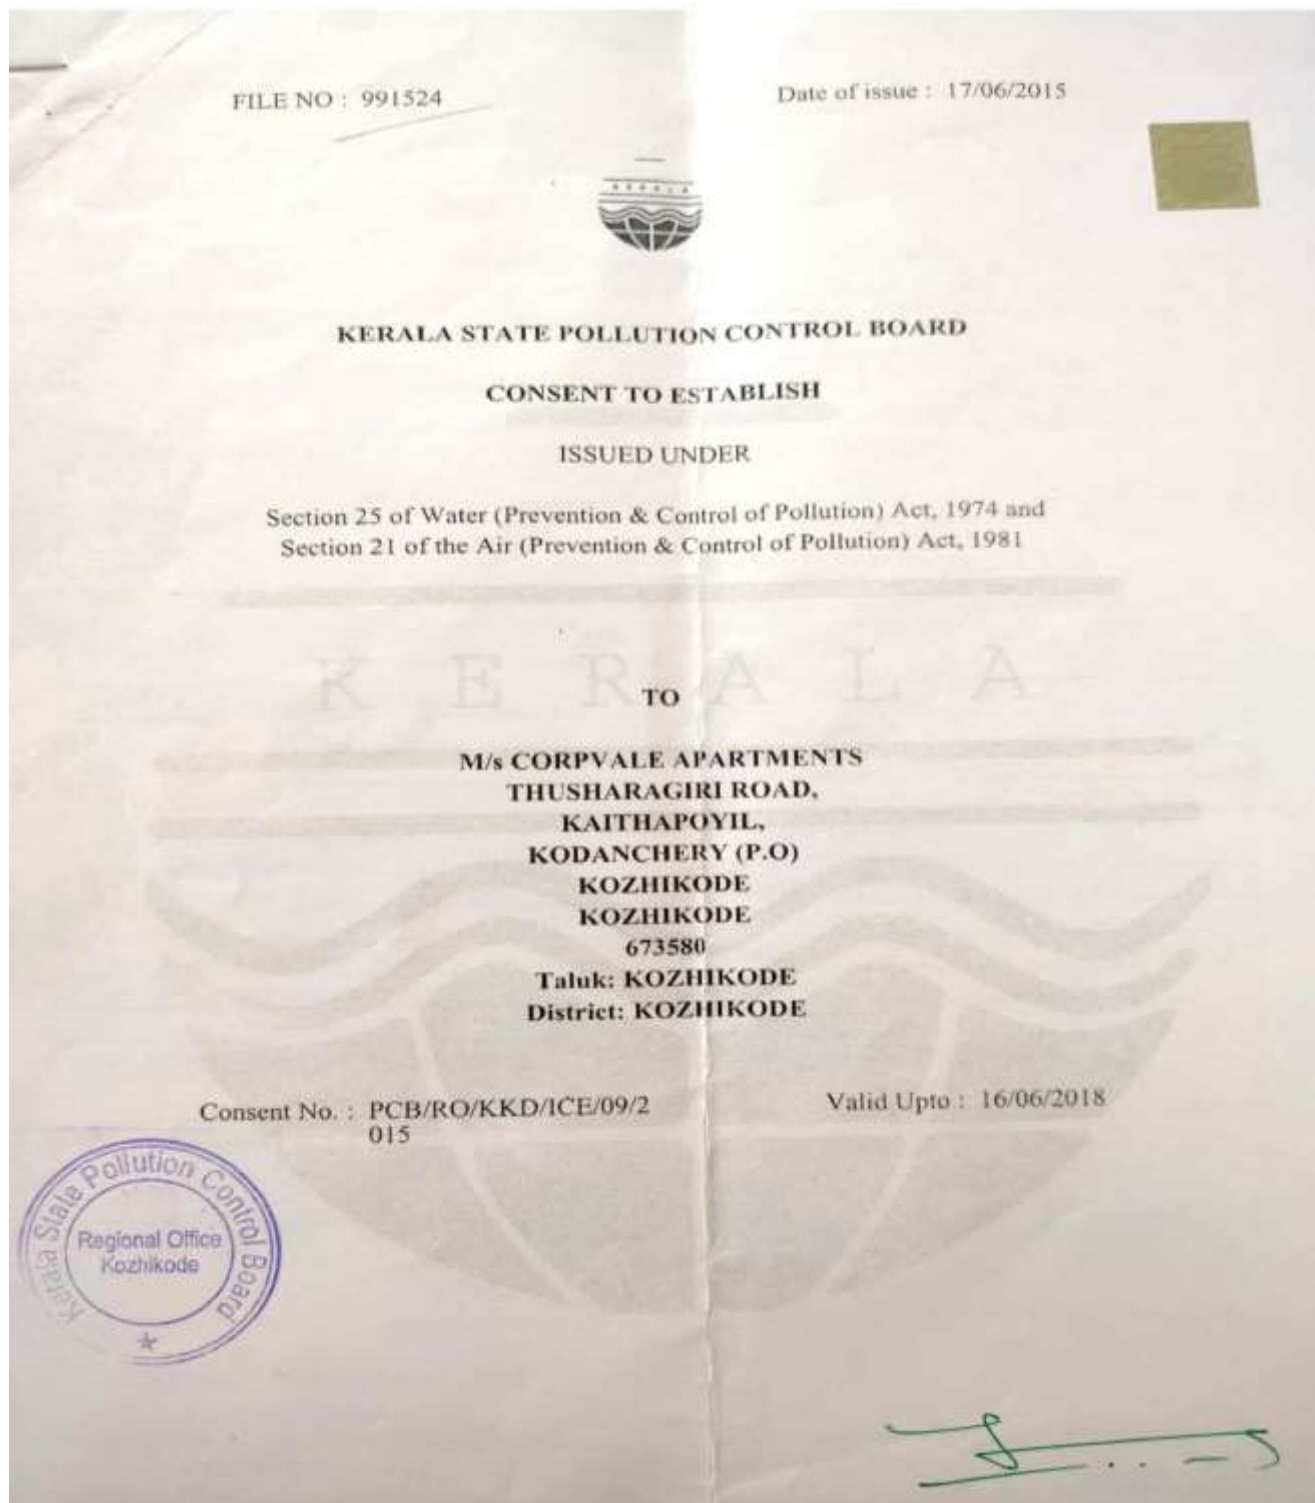 FILE NO : 991524
Date of issue : 17/06/2015
KERALA
KERALA STATE POLLUTION CONTROL BOARD
CONSENT TO ESTABLISH
ISSUED UNDER
Section 25 of Water (Prevention & Control of Pollution) Act, 1974 and
Section 21 of the Air (Prevention & Control of Pollution) Act, 1981
KERALA
TO
M/s CORPVALE APARTMENTS
THUSHARAGIRI ROAD,
KAITHAPOYIL,
KODANCHERY (P.O)
KOZHIKODE
KOZHIKODE
673580
Taluk: KOZHIKODE
District: KOZHIKODE
Consent No. : PCB/RO/KKD/ICE/09/2
015
Valid Upto : 16/06/2018
Kerala State Pollution Control Board
Regional Office
Kozhikode